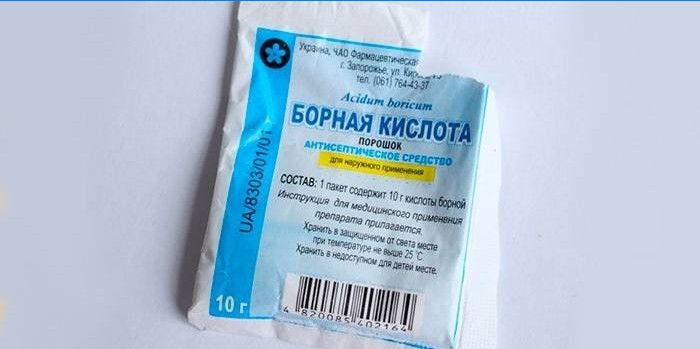 Украина, ЧАО Фармацевтическая
г. Запорожье, ул.
тел. (061) 764-43-37
Acidum boricum
БОРНАЯ КИСЛОТА
ПОРОШОК
АНТИСЕПТИЧЕСКОЕ СРЕДСТВО
для наружного применения
СОСТАВ: 1 пакет содержит 10 г кислоты борной
Инструкция для медицинского применения
препарата прилагается.
Хранить в защищенном от света месте
при температуре не выше 25 °С.
Хранить в недоступном для детей месте.
UA/8303/01/01
10 г
4 820085 402164